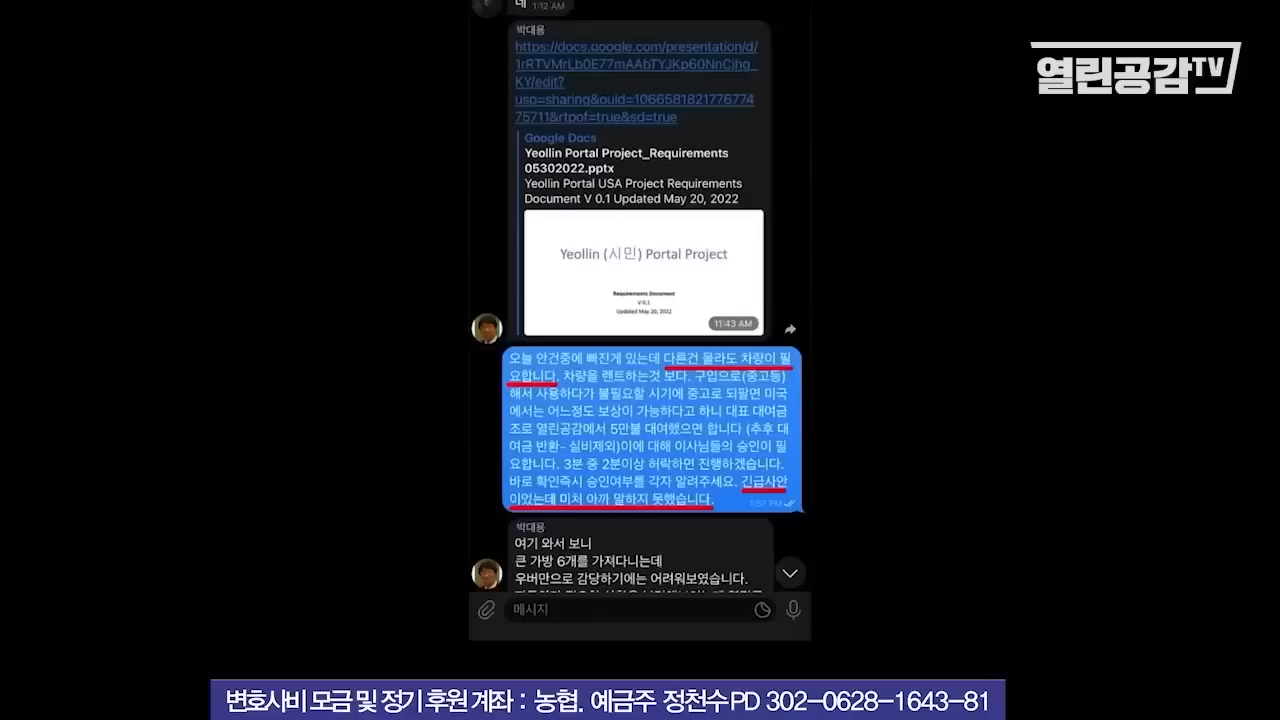 네 1:12 AM
박대용
https://docs.google.com/presentation/d/
1rRTVMrLb0E77mAAbTYJKp60NnCjhg_
KY/edit?
usp=sharing&ouid=1066581821776774
75711&rtpof=true&sd=true
Google Docs
Yeollin Portal Project_Requirements
05302022.pptx
Yeollin Portal USA Project Requirements
Document V 0.1 Updated May 20, 2022
Yeollin (시민) Portal Project
Requirements Document
V 0.1
Updated May 20, 2022
11:43 AM
오늘 안건중에 빠진게 있는데 다른건 몰라도 차량이 필
요합니다. 차량을 렌트하는것 보다. 구입으로(중고등)
해서 사용하다가 불필요할 시기에 중고로 되팔면 미국
에서는 어느정도 보상이 가능하다고 하니 대표 대여금
조로 열린공감에서 5만불 대여했으면 합니다 (추후 대
여금 반환- 실비제외)이에 대해 이사님들의 승인이 필
요합니다. 3분 중 2분이상 허락하면 진행하겠습니다.
바로 확인즉시 승인여부를 각자 알려주세요. 긴급사안
이었는데 미처 아까 말하지 못했습니다.
1:57 PM
박대용
여기 와서 보니
큰 가방 6개를 가져다니는데
우버만으로 감당하기에는 어려워보였습니다.
메시지
열린공감TV
변호사비 모금 및 정기 후원 계좌 : 농협. 예금주 정천수PD 302-0628-1643-81